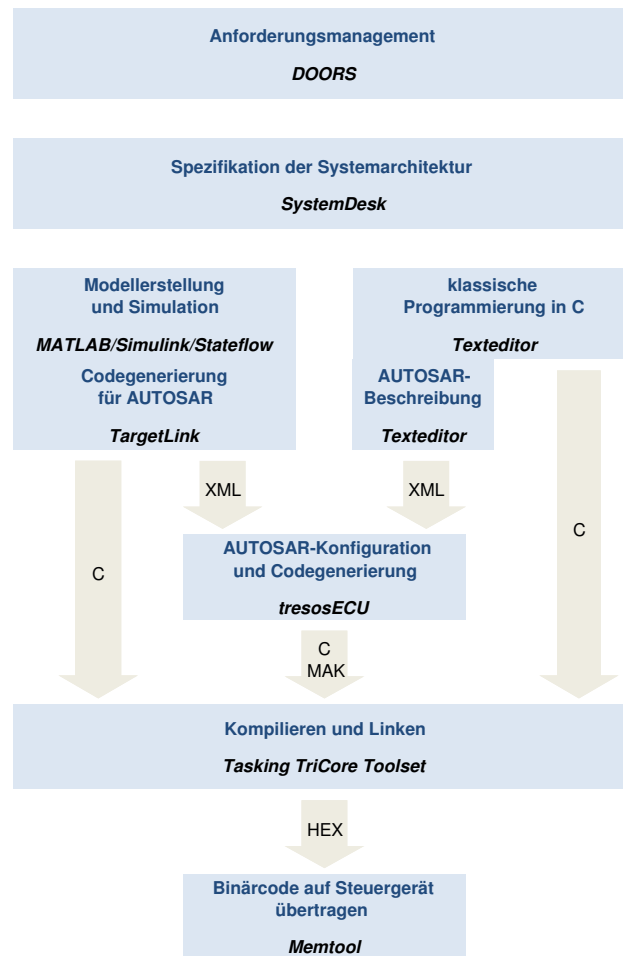 Anforderungsmanagement
DOORS
Spezifikation der Systemarchitektur
SystemDesk
Modellerstellung
und Simulation
MATLAB/Simulink/Stateflow
Codegenerierung
für AUTOSAR
TargetLink
klassische
Programmierung in C
Texteditor
AUTOSAR-
Beschreibung
Texteditor
C
XML
XML
C
AUTOSAR-Konfiguration
und Codegenerierung
tresosECU
C
MAK
Kompilieren und Linken
Tasking TriCore Toolset
HEX
Binärcode auf Steuergerät
übertragen
Memtool